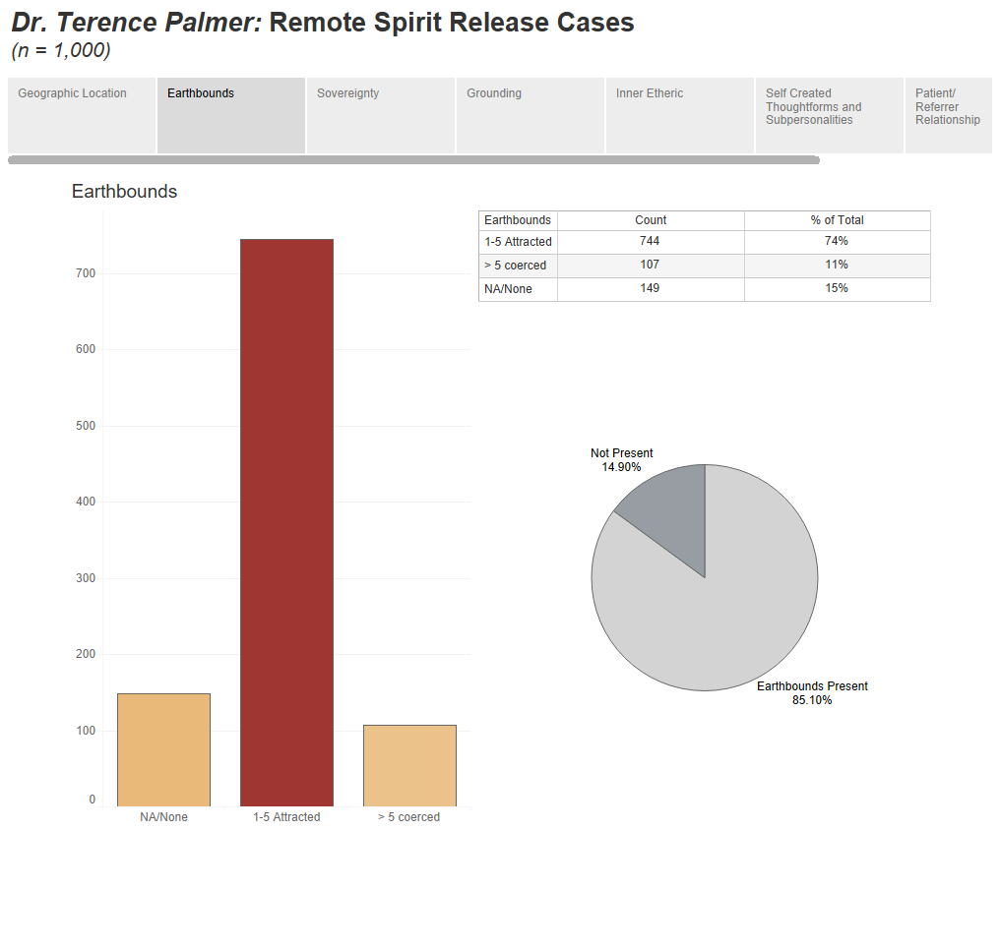 Dr. Terence Palmer: Remote Spirit Release Cases
(n = 1,000)
Geographic Location
Earthbounds
Sovereignty
Grounding
Inner Etheric
Self Created
Thoughtforms and
Subpersonalities
Patient/
Referrer
Relationship
Earthbounds
700
600
500
400
300
200
100
0
NA/None 1-5 Attracted > 5 coerced
Earthbounds Count % of Total
1-5 Attracted 744 74%
> 5 coerced 107 11%
NA/None 149 15%
Not Present
14.90%
Earthbounds Present
85.10%